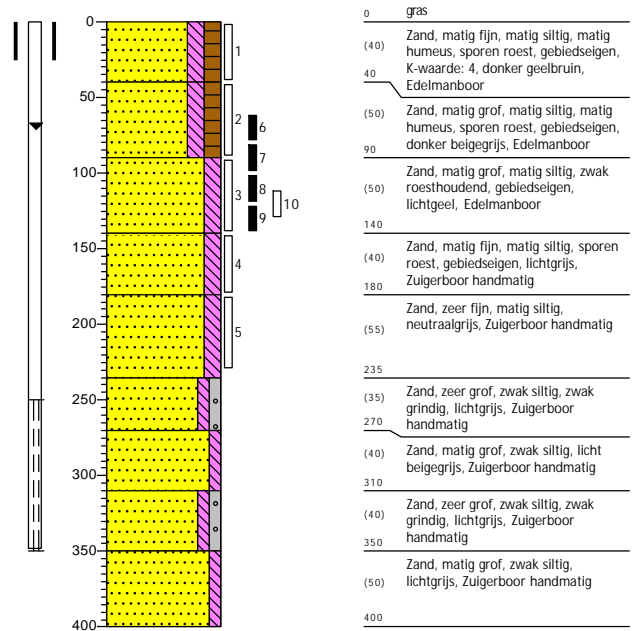 0
50
100
150
200
250
300
350
400
1
2
3
4
5
6
7
8
9
10
0 gras
(40) Zand, matig fijn, matig siltig, matig
humeus, sporen roest, gebiedseigen,
K-waarde: 4, donker geelbruin,
40 Edelmanboor
(50) Zand, matig grof, matig siltig, matig
humeus, sporen roest, gebiedseigen,
90 donker beigegrijs, Edelmanboor
Zand, matig grof, matig siltig, zwak
(50) roesthoudend, gebiedseigen,
lichtgeel, Edelmanboor
140
(40) Zand, matig fijn, matig siltig, sporen
roest, gebiedseigen, lichtgrijs,
180 Zuigerboor handmatig
Zand, zeer fijn, matig siltig,
(55) neutraalgrijs, Zuigerboor handmatig
235
(35) Zand, zeer grof, zwak siltig, zwak
grindig, lichtgrijs, Zuigerboor
270 handmatig
(40) Zand, matig grof, zwak siltig, licht
beigegrijs, Zuigerboor handmatig
310
(40) Zand, zeer grof, zwak siltig, zwak
grindig, lichtgrijs, Zuigerboor
350 handmatig
Zand, matig grof, zwak siltig,
(50) lichtgrijs, Zuigerboor handmatig
400